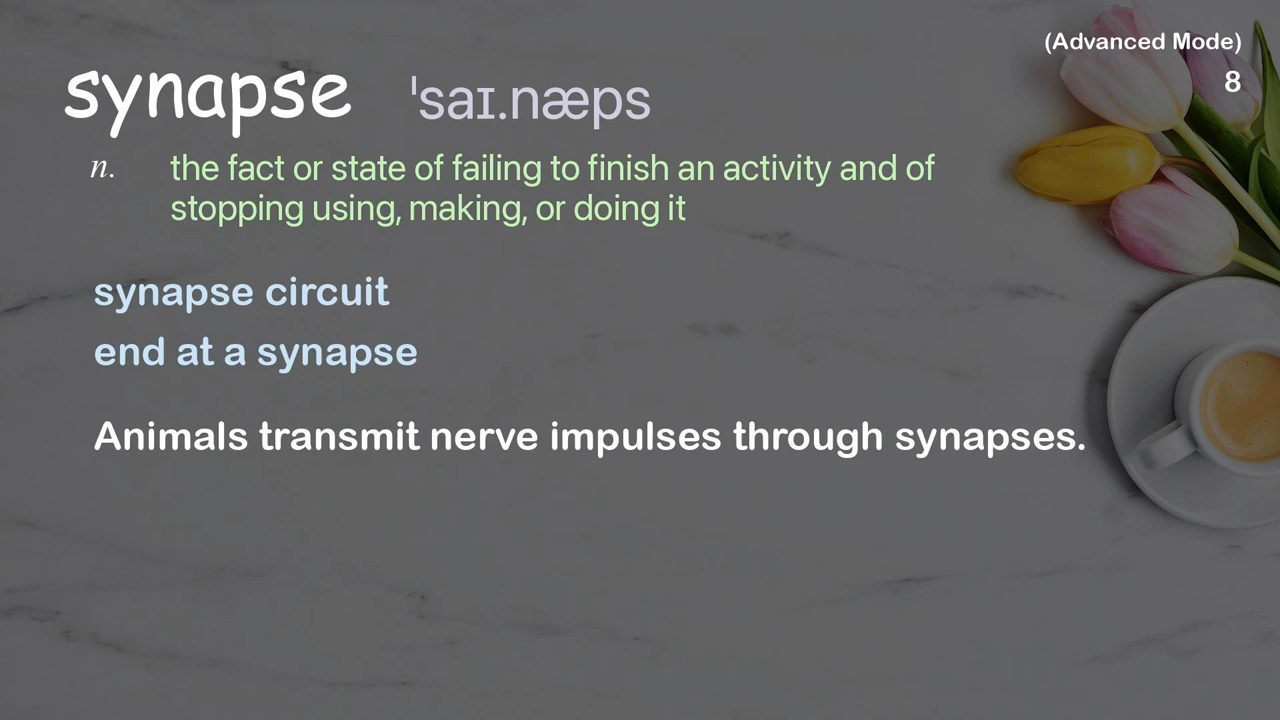 (Advanced Mode)
8
synapse ˈsaɪ.næps
n. the fact or state of failing to finish an activity and of
stopping using, making, or doing it
synapse circuit
end at a synapse
Animals transmit nerve impulses through synapses.